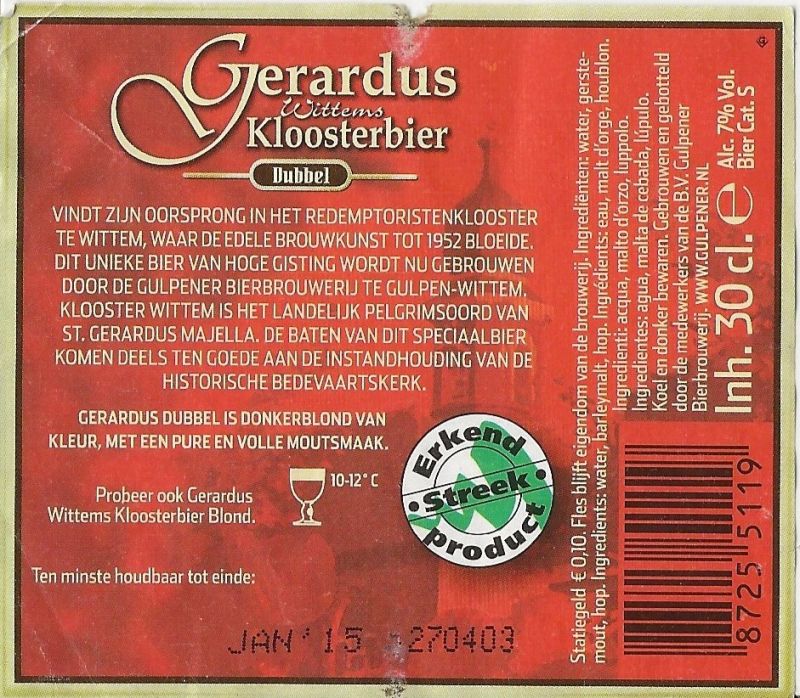 Gerardus
Wittems
Kloosterbier
Dubbel
VINDT ZIJN OORSPRONG IN HET REDEMPTORISTENKLOOSTER
TE WITTEM, WAAR DE EDELE BROUWKUNST TOT 1952 BLOEIDE.
DIT UNIEKE BIER VAN HOGE GISTING WORDT NU GEBROUWEN
DOOR DE GULPENER BIERBROUWERIJ TE GULPEN-WITTEM.
KLOOSTER WITTEM IS HET LANDELIJK PELGRIMSOORD VAN
ST. GERARDUS MAJELLA. DE BATEN VAN DIT SPECIAALBIER
KOMEN DEELS TEN GOEDE AAN DE INSTANDHOUDING VAN DE
HISTORISCHE BEDEVAARTSKERK.
GERARDUS DUBBEL IS DONKERBLOND VAN
KLEUR, MET EEN PURE EN VOLLE MOUTSMAAK.
10-12°C
Probeer ook Gerardus
Wittems Kloosterbier Blond.
Erkend
Streek
product
Ten minste houdbaar tot einde:
JAN'15 270403
Statiegeld € 0,10. Fles blijft eigendom van de brouwerij. Ingrediënten: water, gerste-
mout, hop. Ingredients: water, barleymalt, hop. Ingrédients: eau, malt d'orge, houblon.
Ingredienti: acqua, malto d'orzo, luppolo.
Ingredientes: agua, malta de cebada, lúpulo.
Koel en donker bewaren. Gebrouwen en gebotteld
door de medewerkers van de B.V. Gulpener
Bierbrouwerij. WWW.GULPENER.NL
Inh. 30 cl. e
Alc. 7% Vol.
Bier Cat. S
8725 5119